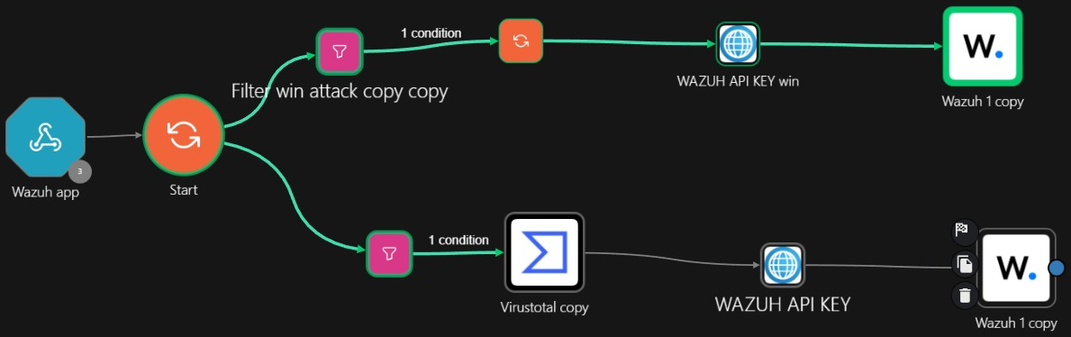 1 condition
W.
WAZUH API KEY win
Wazuh 1 copy
Filter win attack copy copy
3
Wazuh app
Start
1 condition
Virustotal copy
WAZUH API KEY
W.
Wazuh 1 copy